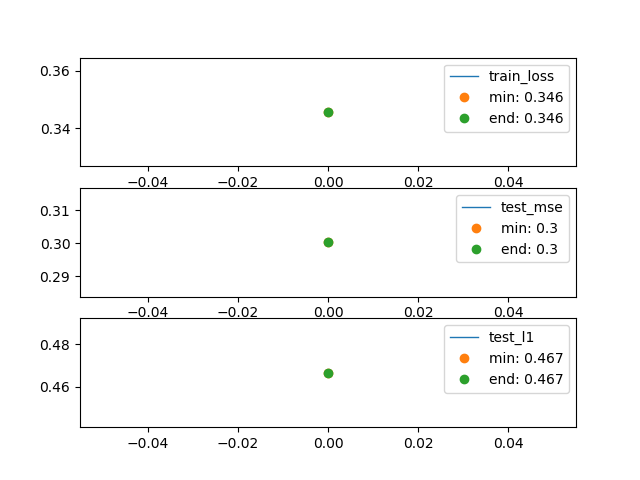 0.36
0.34
train_loss
min: 0.346
end: 0.346
−0.04 −0.02 0.00 0.02 0.04
0.31
0.30
0.29
test_mse
min: 0.3
end: 0.3
−0.04 −0.02 0.00 0.02 0.04
0.48
0.46
test_l1
min: 0.467
end: 0.467
−0.04 −0.02 0.00 0.02 0.04